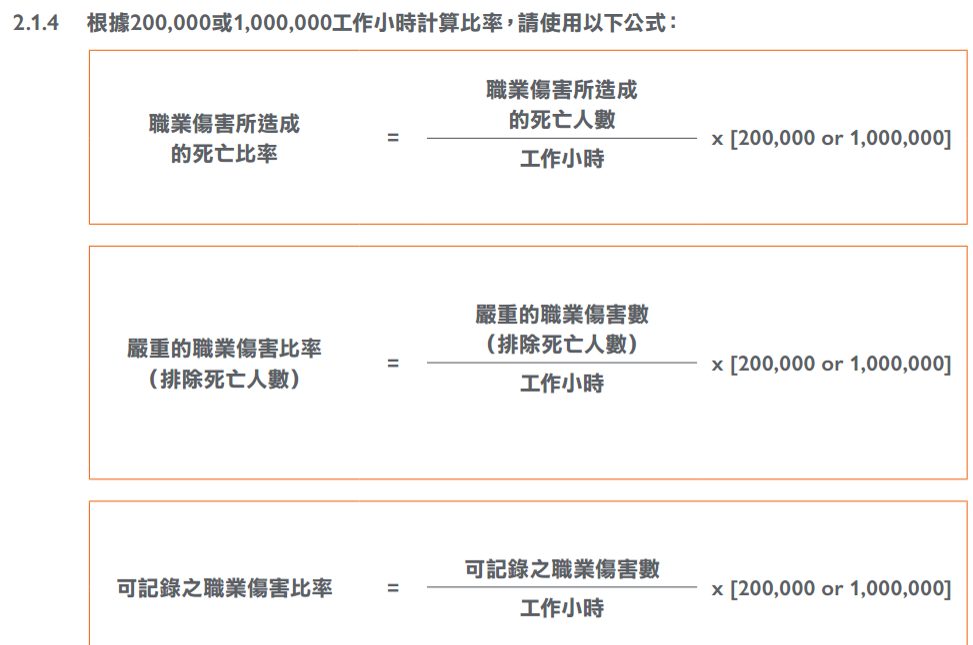 2.1.4 根據200,000或1,000,000工作小時計算比率，請使用以下公式：
職業傷害所造成
的死亡比率
=
職業傷害所造成
的死亡人數
工作小時
x [200,000 or 1,000,000]
嚴重的職業傷害比率
（排除死亡人數）
=
嚴重的職業傷害數
（排除死亡人數）
工作小時
x [200,000 or 1,000,000]
可記錄之職業傷害比率
=
可記錄之職業傷害數
工作小時
x [200,000 or 1,000,000]